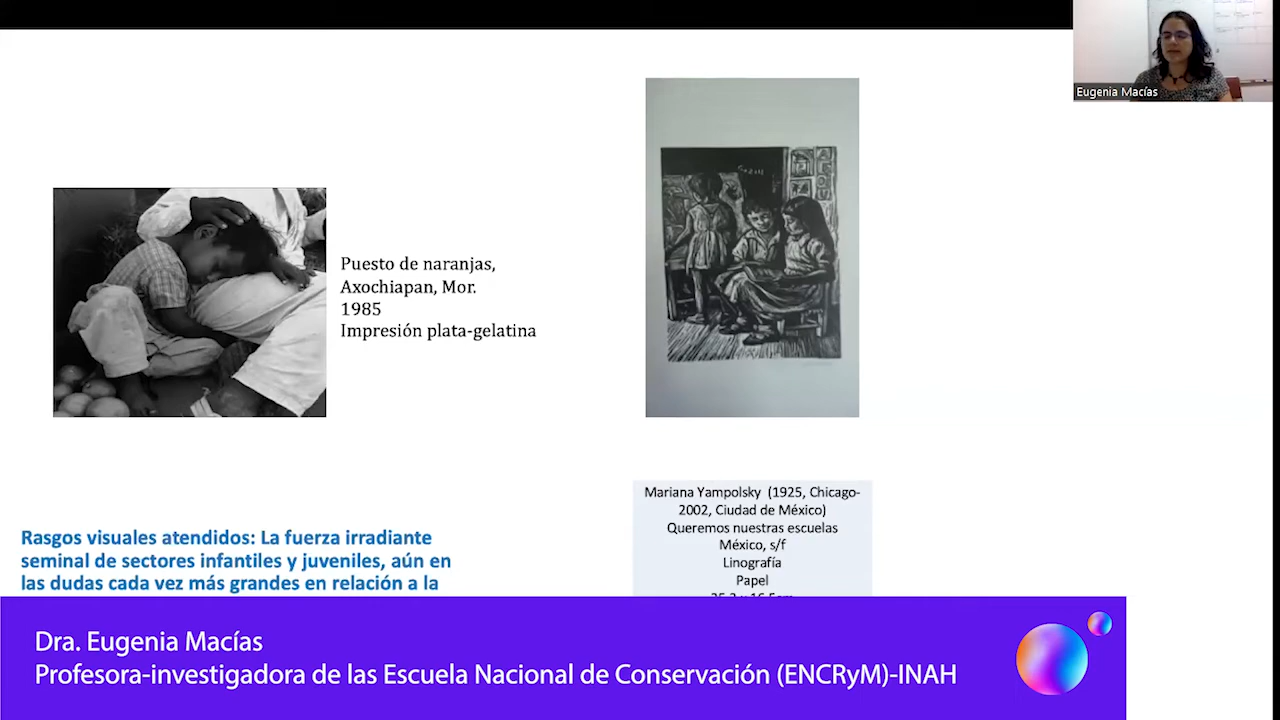 Eugenia Macías
Puesto de naranjas,
Axochiapan, Mor.
1985
Impresión plata-gelatina
Mariana Yampolsky (1925, Chicago-
2002, Ciudad de México)
Queremos nuestras escuelas
México, s/f
Linografía
Papel
Rasgos visuales atendidos: La fuerza irradiante
seminal de sectores infantiles y juveniles, aún en
las dudas cada vez más grandes en relación a la
Dra. Eugenia Macías
Profesora-investigadora de las Escuela Nacional de Conservación (ENCRyM)-INAH